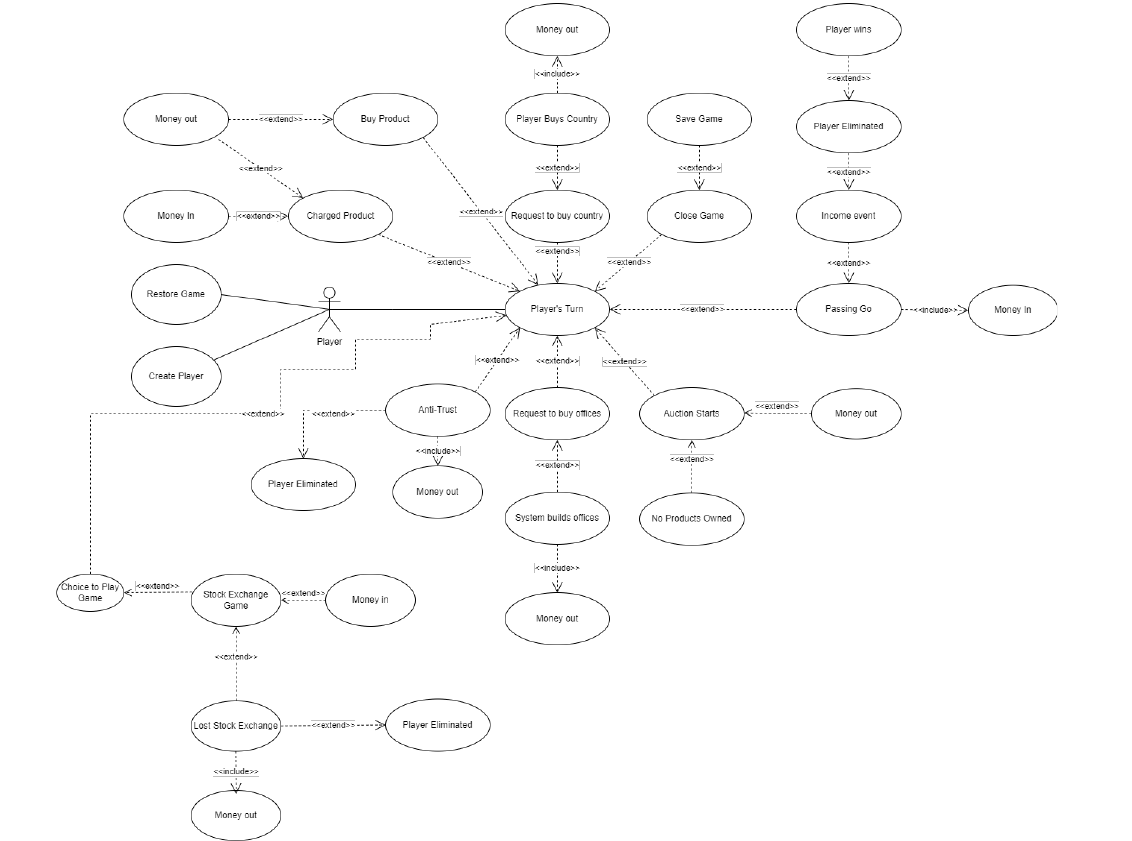 Money out
Player wins
<<include>>
<<extend>>
Money out
<<extend>>
Buy Product
Player Buys Country
Save Game
Player Eliminated
<<extend>>
<<extend>>
<<extend>>
<<extend>>
Money In
<<extend>>
Charged Product
<<extend>>
Request to buy country
Close Game
Income event
<<extend>>
<<extend>>
<<extend>>
<<extend>>
Restore Game
Player's Turn
<<extend>>
Passing Go
<<include>>
Money In
Player
<<extend>>
<<extend>>
<<extend>>
Create Player
<<extend>>
<<extend>>
Anti-Trust
Request to buy offices
Auction Starts
<<extend>>
Money out
<<include>>
<<extend>>
<<extend>>
Player Eliminated
Money out
System builds offices
No Products Owned
<<include>>
Choice to Play
Game
<<extend>>
Stock Exchange
Game
<<extend>>
Money in
Money out
<<extend>>
Lost Stock Exchange
<<extend>>
Player Eliminated
<<include>>
Money out